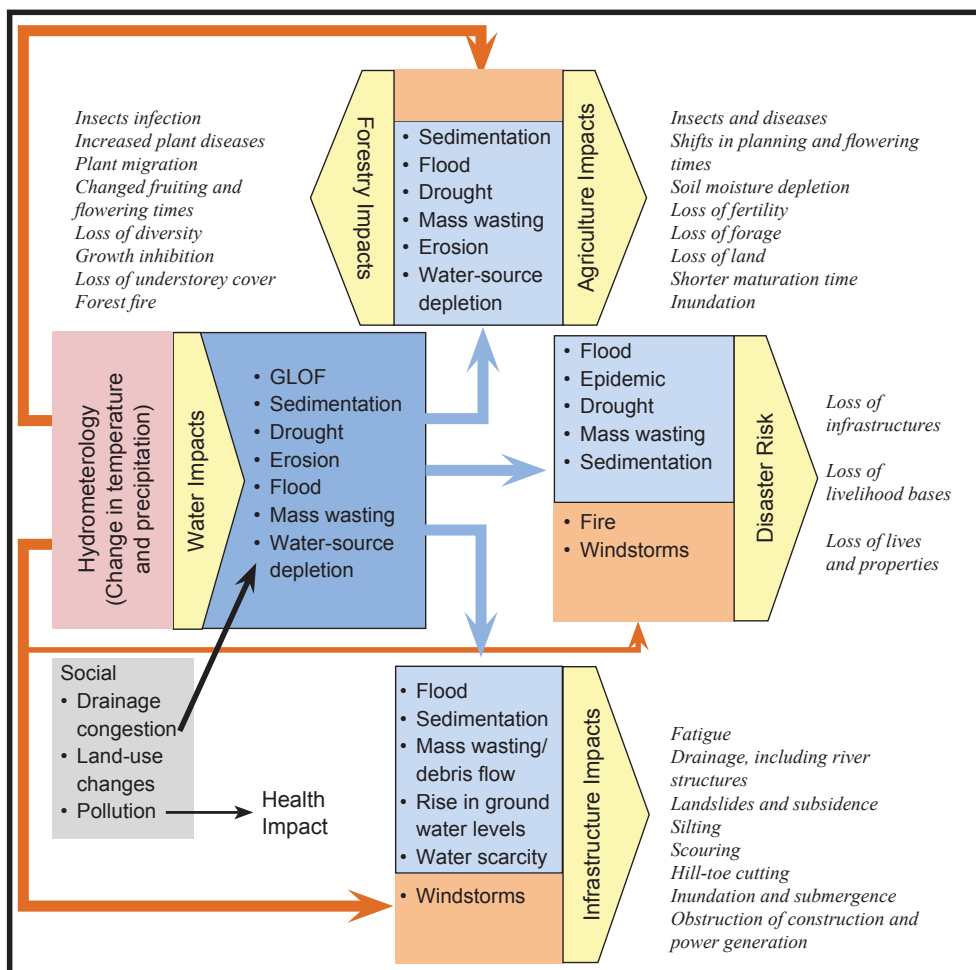 Insects infection
Increased plant diseases
Plant migration
Changed fruiting and
flowering times
Loss of diversity
Growth inhibition
Loss of understorey cover
Forest fire
Forestry Impacts
• Sedimentation
• Flood
• Drought
• Mass wasting
• Erosion
• Water-source
depletion
Agriculture Impacts
Insects and diseases
Shifts in planning and flowering
times
Soil moisture depletion
Loss of fertility
Loss of forage
Loss of land
Shorter maturation time
Inundation
Hydrometerology
(Change in temperature
and precipitation)
Water Impacts
• GLOF
• Sedimentation
• Drought
• Erosion
• Flood
• Mass wasting
• Water-source
depletion
• Flood
• Epidemic
• Drought
• Mass wasting
• Sedimentation
• Fire
• Windstorms
Disaster Risk
Loss of
infrastructures
Loss of
livelihood bases
Loss of lives
and properties
Social
• Drainage
congestion
• Land-use
changes
• Pollution
Health
Impact
• Flood
• Sedimentation
• Mass wasting/
debris flow
• Rise in ground
water levels
• Water scarcity
• Windstorms
Infrastructure Impacts
Fatigue
Drainage, including river
structures
Landslides and subsidence
Silting
Scouring
Hill-toe cutting
Inundation and submergence
Obstruction of construction and
power generation